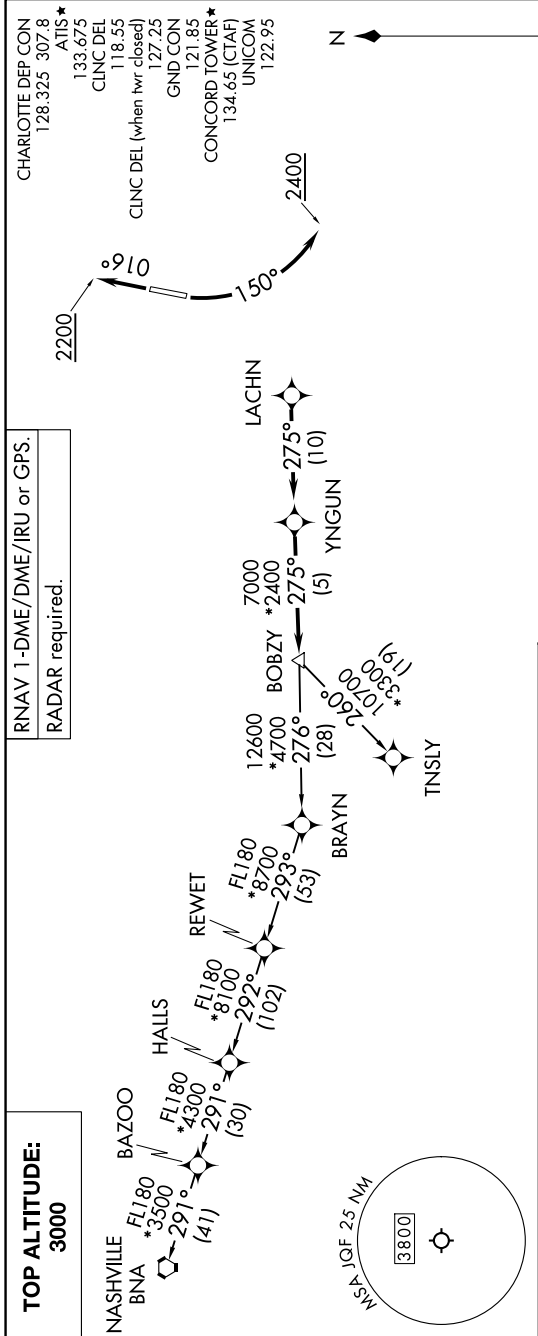 TOP ALTITUDE:
3000
RNAV 1-DME/DME/IRU or GPS.
RADAR required.
CHARLOTTE DEP CON
128.325 307.8
ATIS★
133.675
CLNC DEL
118.55
CLNC DEL (when twr closed)
127.25
GND CON
121.85
CONCORD TOWER★
134.65 (CTAF)
UNICOM
122.95
N
2200
016°
150°
2400
LACHN
275°
(10)
YNGUN
7000
*2400
275°
(5)
BOBZY
260°
10700
*3300
(19)
TNSLY
12600
*4700
276°
(28)
BRAYN
FL180
*8700
293°
(53)
REWET
FL180
*8100
292°
(102)
HALLS
FL180
*4300
291°
(30)
BAZOO
FL180
*3500
291°
(41)
NASHVILLE
BNA
MSA JQF 25 NM
3800